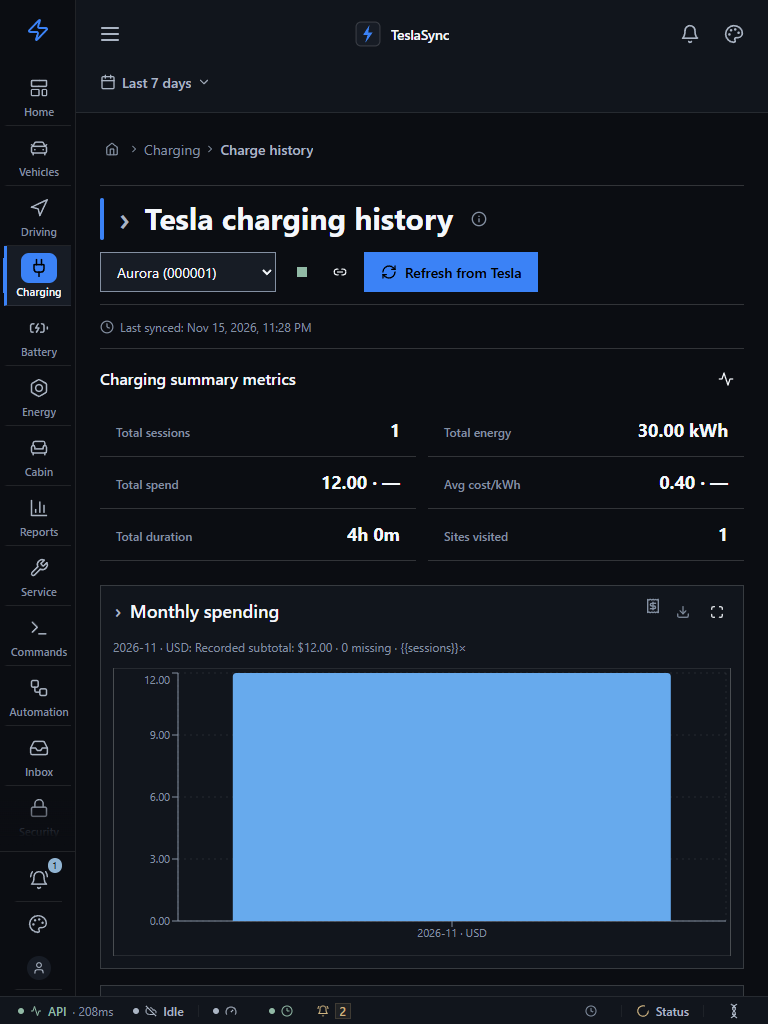 TeslaSync
Last 7 days
Home
Vehicles
Driving
Charging
Battery
Energy
Cabin
Reports
Service
Commands
Automation
Inbox
Security
1
Charging > Charge history
Tesla charging history
Aurora (000001)
Refresh from Tesla
Last synced: Nov 15, 2026, 11:28 PM
Charging summary metrics
Total sessions 1
Total energy 30.00 kWh
Total spend 12.00 · —
Avg cost/kWh 0.40 · —
Total duration 4h 0m
Sites visited 1
Monthly spending
2026-11 · USD: Recorded subtotal: $12.00 · 0 missing · {{sessions}}×
12.00
9.00
6.00
3.00
0.00
2026-11 · USD
API · 208ms Idle 2 Status